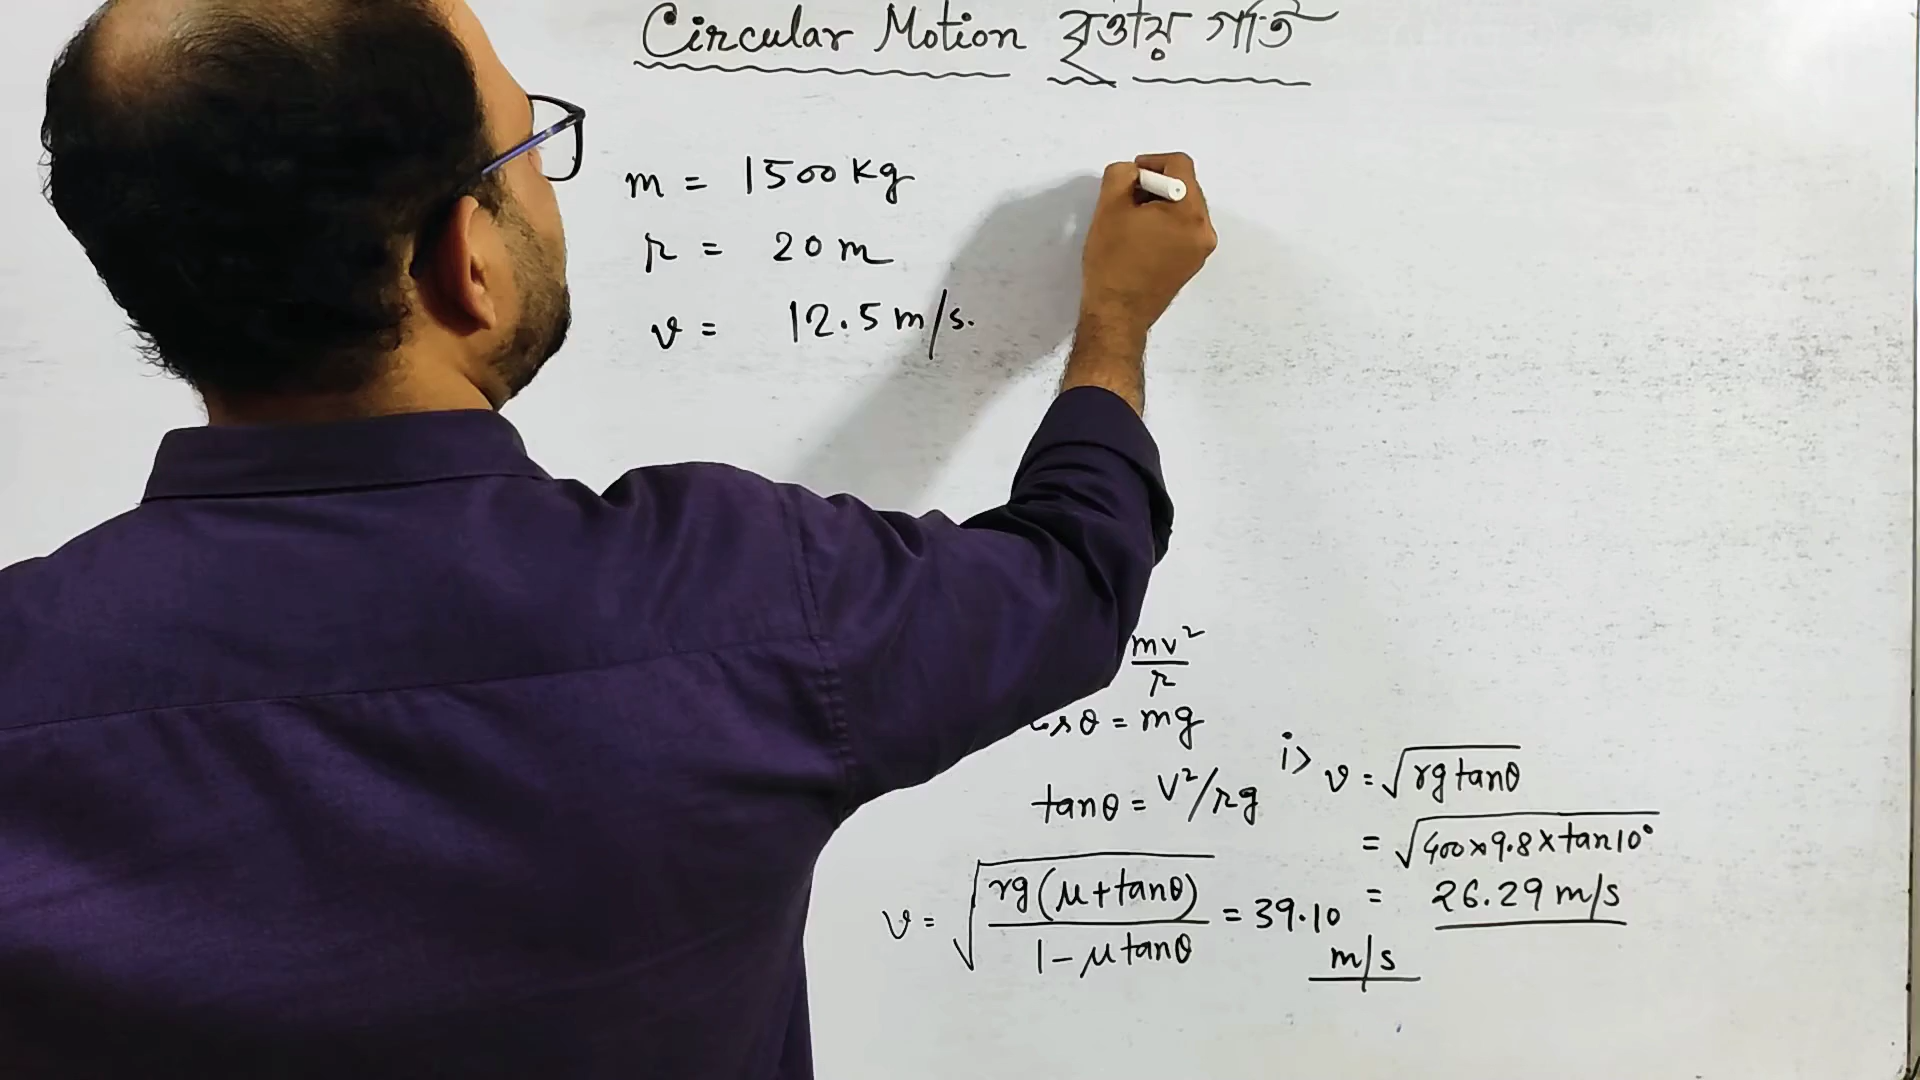 Circular Motion বৃত্তীয় গতি
m = 1500 kg
r = 20 m
v = 12.5 m/s.
mv²/r
θ = mg
tanθ = V²/rg
i> v = √(rg tanθ)
= √(400×9.8×tan10°)
= 26.29 m/s
v = √(rg(μ+tanθ)/(1-μtanθ)) = 39.10
m/s